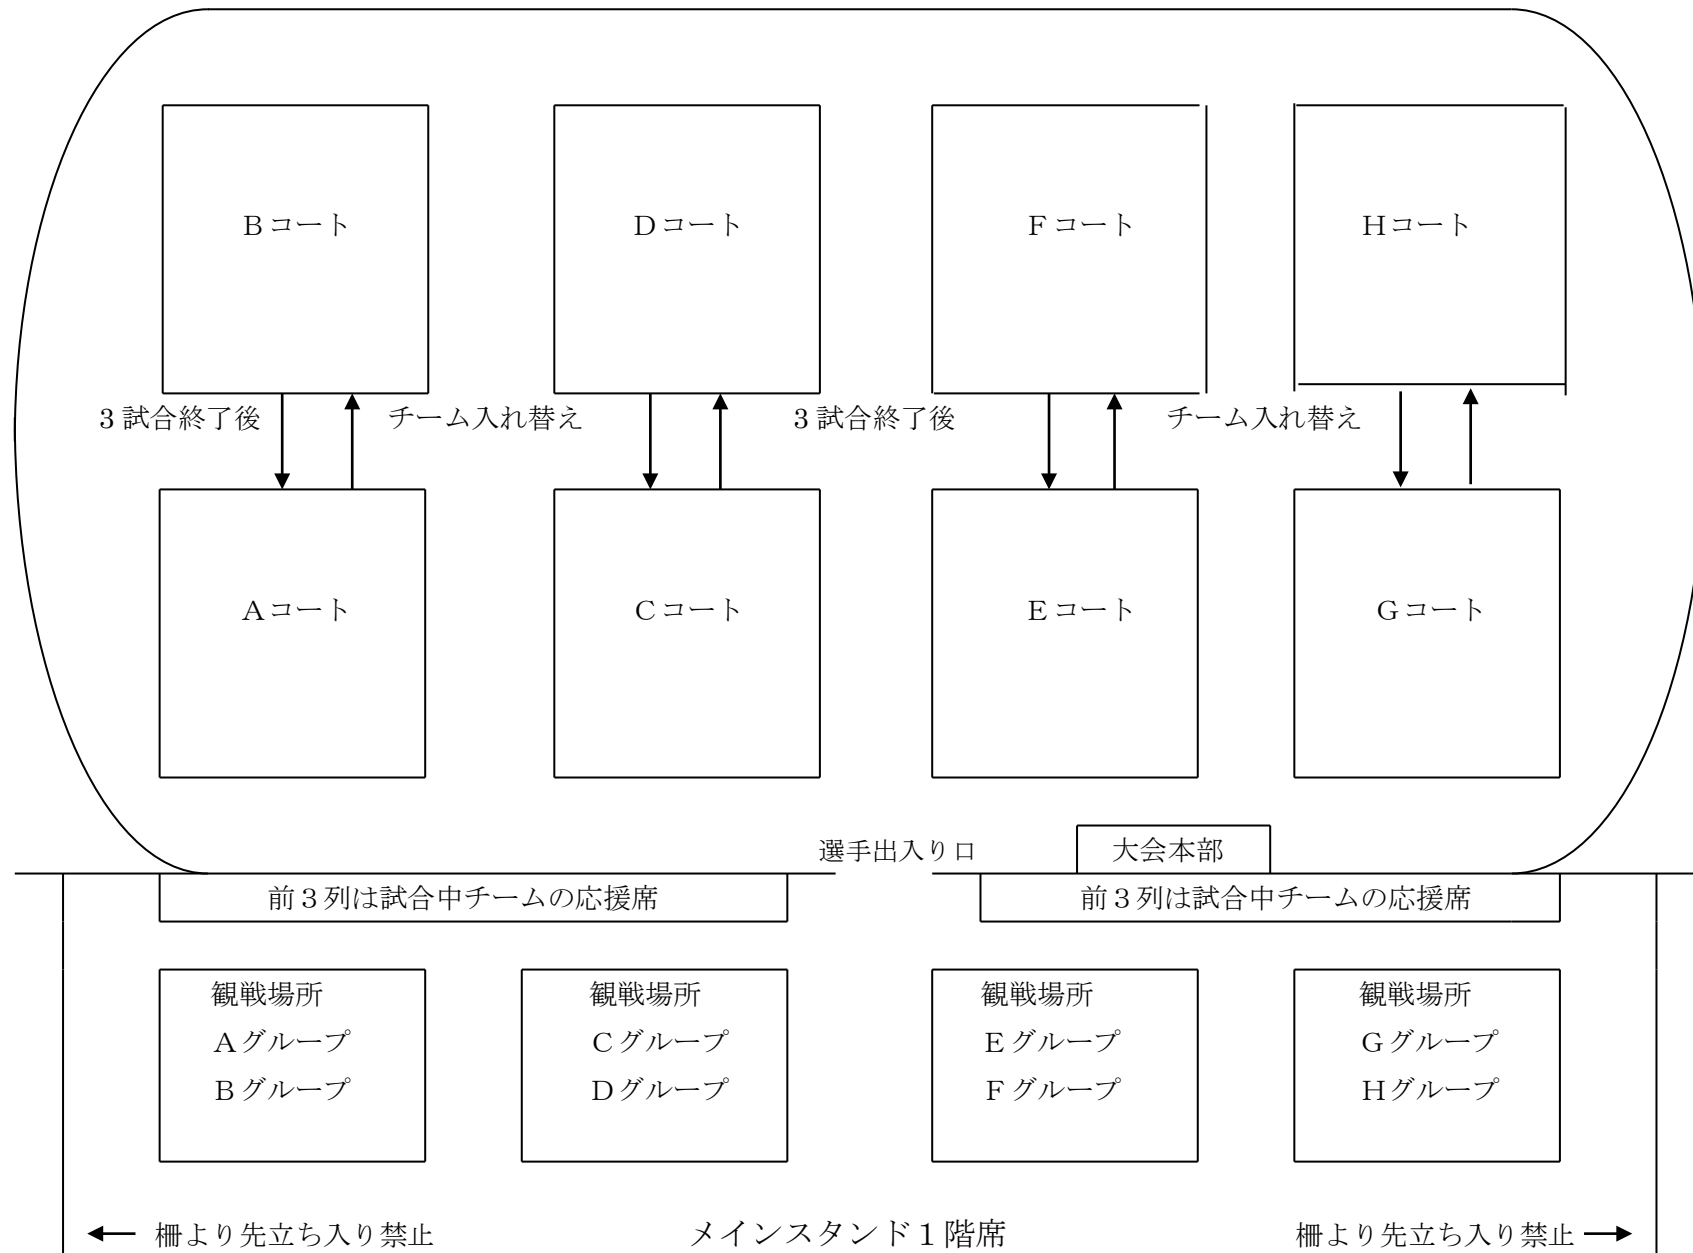 Ｂコート
Ｄコート
Ｆコート
Ｈコート
３試合終了後
チーム入れ替え
３試合終了後
チーム入れ替え
Ａコート
Ｃコート
Ｅコート
Ｇコート
選手出入り口
大会本部
前３列は試合中チームの応援席
前３列は試合中チームの応援席
観戦場所
Ａグループ
Ｂグループ
観戦場所
Ｃグループ
Ｄグループ
観戦場所
Ｅグループ
Ｆグループ
観戦場所
Ｇグループ
Ｈグループ
柵より先立ち入り禁止
メインスタンド１階席
柵より先立ち入り禁止